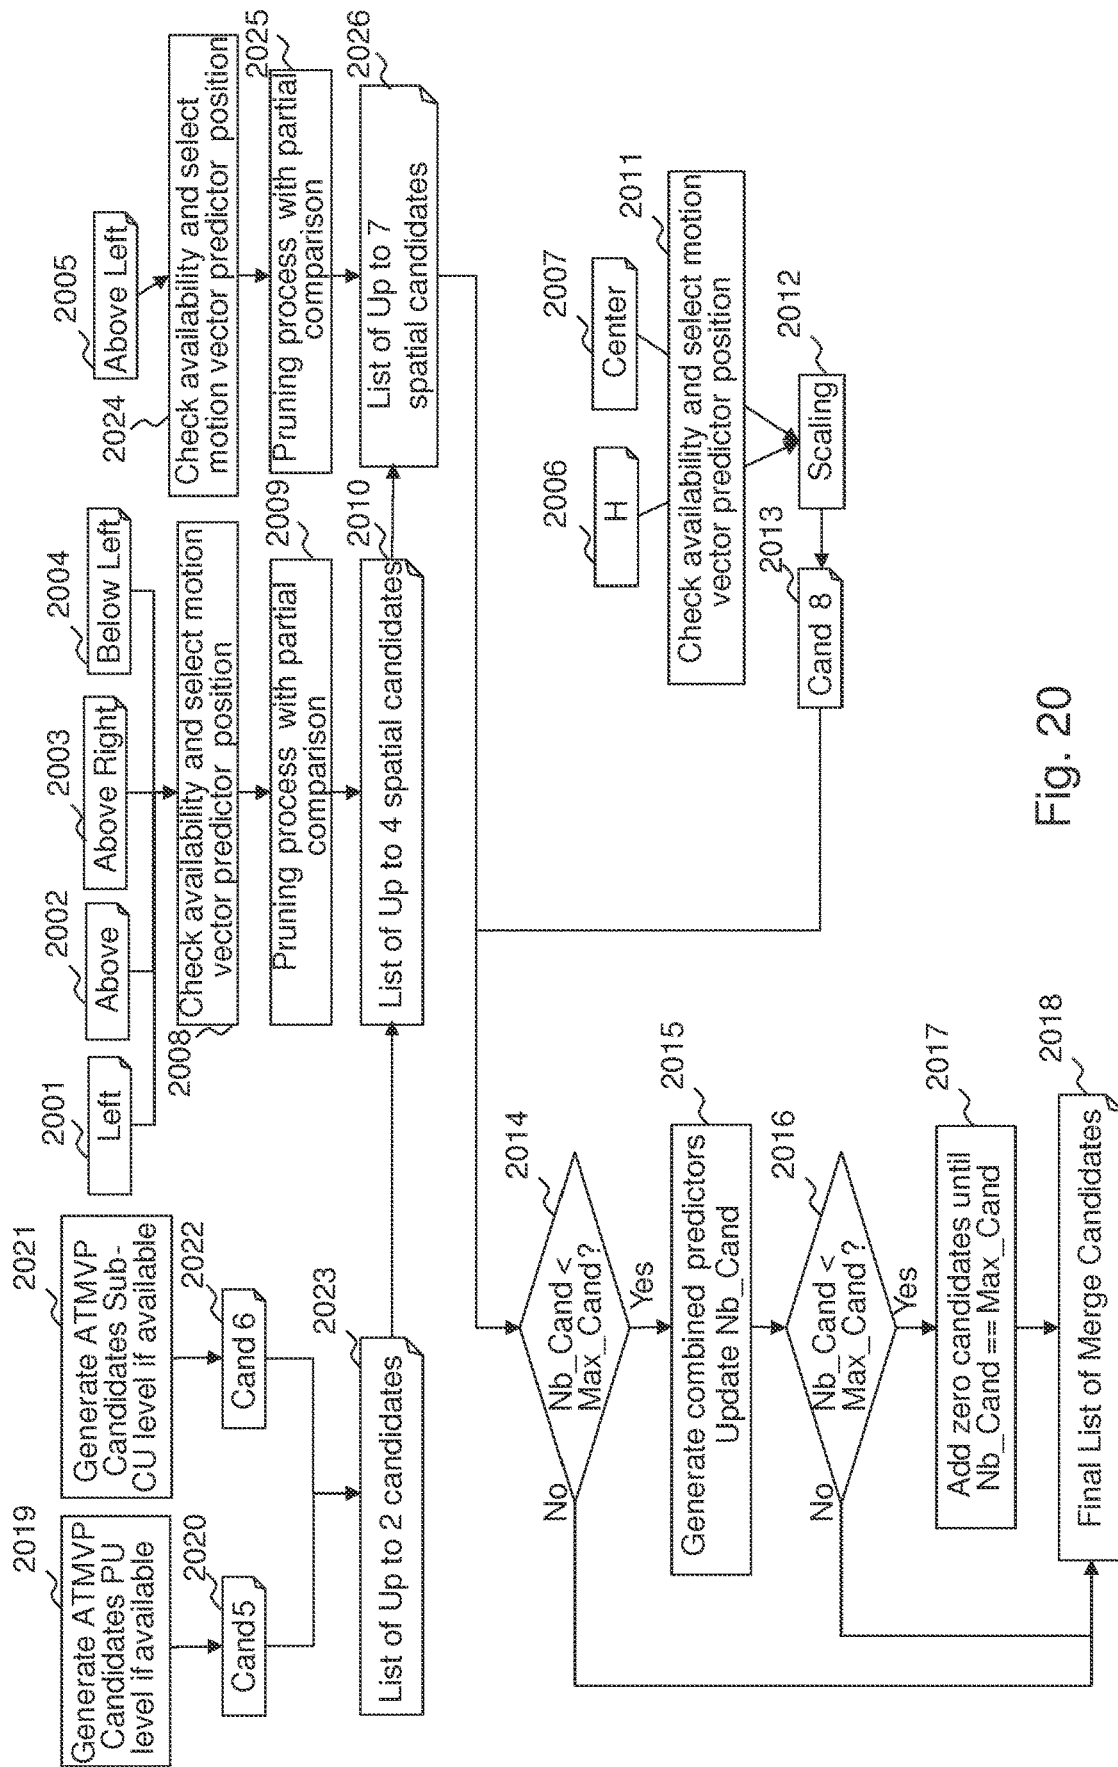 2019
Generate ATMVP
Candidates PU
level if available
2020
Cand5
2021
Generate ATMVP
Candidates Sub-
CU level if available
2022
Cand 6
2023
List of Up to 2 candidates
2001
Left
2002
Above
2003
Above Right
2004
Below Left
2008
Check availability and select motion
vector predictor position
2009
Pruning process with partial
comparison
2010
List of Up to 4 spatial candidates
2005
Above Left
2024
Check availability and select
motion vector predictor position
2025
Pruning process with partial
comparison
2026
List of Up to 7
spatial candidates
2006
H
2007
Center
2011
Check availability and select motion
vector predictor position
2012
Scaling
2013
Cand 8
2014
Nb_Cand <
Max_Cand?
No
Yes
2015
Generate combined predictors
Update Nb_Cand
2016
Nb_Cand <
Max_Cand ?
No
Yes
2017
Add zero candidates until
Nb_Cand == Max_Cand
2018
Final List of Merge Candidates
Fig. 20